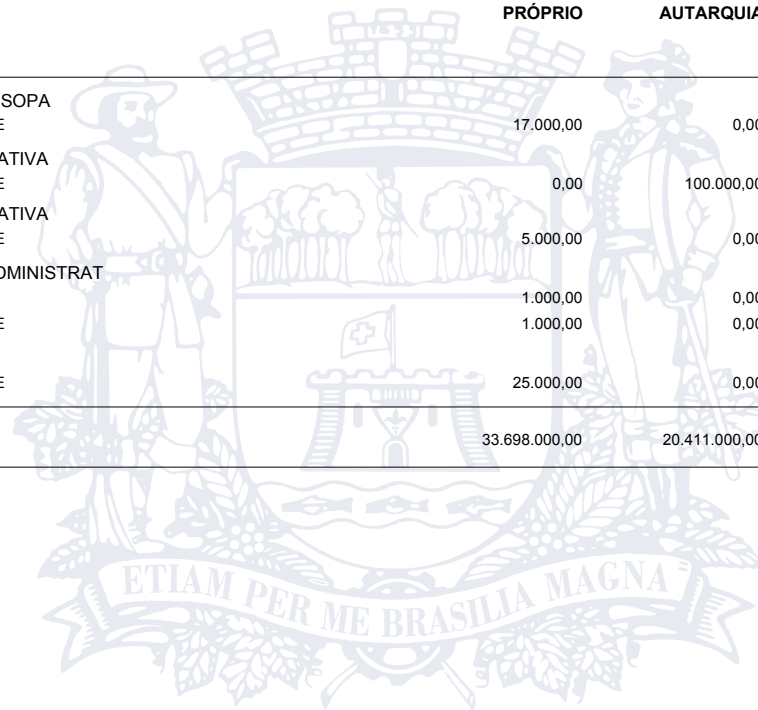 PRÓPRIO AUTARQUIA
SOPA
E 17.000,00 0,00
ATIVA
E 0,00 100.000,00
ATIVA
E 5.000,00 0,00
DMINISTRAT
1.000,00 0,00
E 1.000,00 0,00
E 25.000,00 0,00
33.698.000,00 20.411.000,00
ETIAM PER ME BRASILIA MAGNA